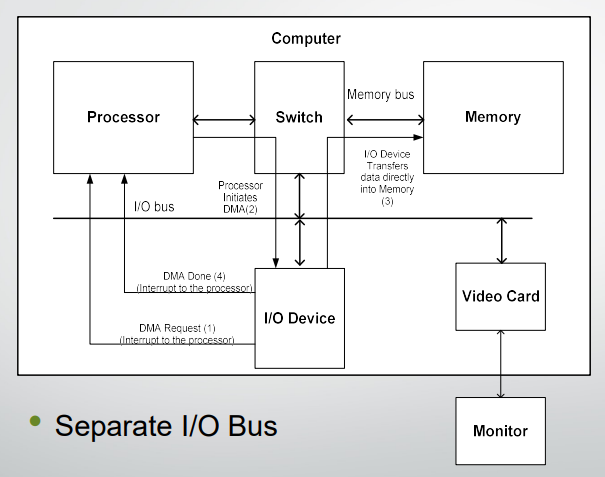 Computer
Processor
Switch
Memory bus
Memory
I/O Device
Transfers
data directly
into Memory
(3)
Processor
Initiates
DMA(2)
I/O bus
DMA Done (4)
(Interrupt to the processor)
I/O Device
Video Card
DMA Request (1)
(Interrupt to the processor)
Monitor
• Separate I/O Bus